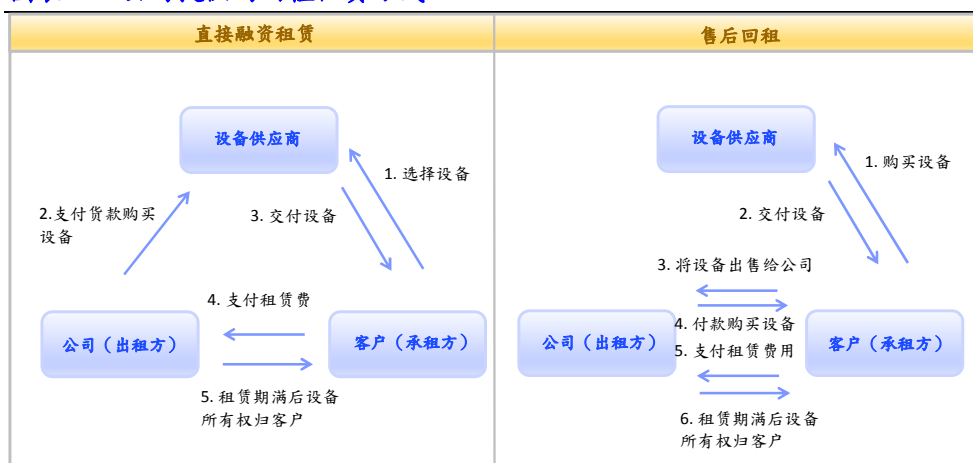 直接融资租赁
设备供应商
1. 选择设备
2.支付货款购买
设备
3. 交付设备
4. 支付租赁费
公司（出租方）
客户（承租方）
5. 租赁期满后设备
所有权归客户
售后回租
设备供应商
1. 购买设备
2. 交付设备
3. 将设备出售给公司
公司（出租方）
4. 付款购买设备
客户（承租方）
5. 支付租赁费用
6. 租赁期满后设备
所有权归客户